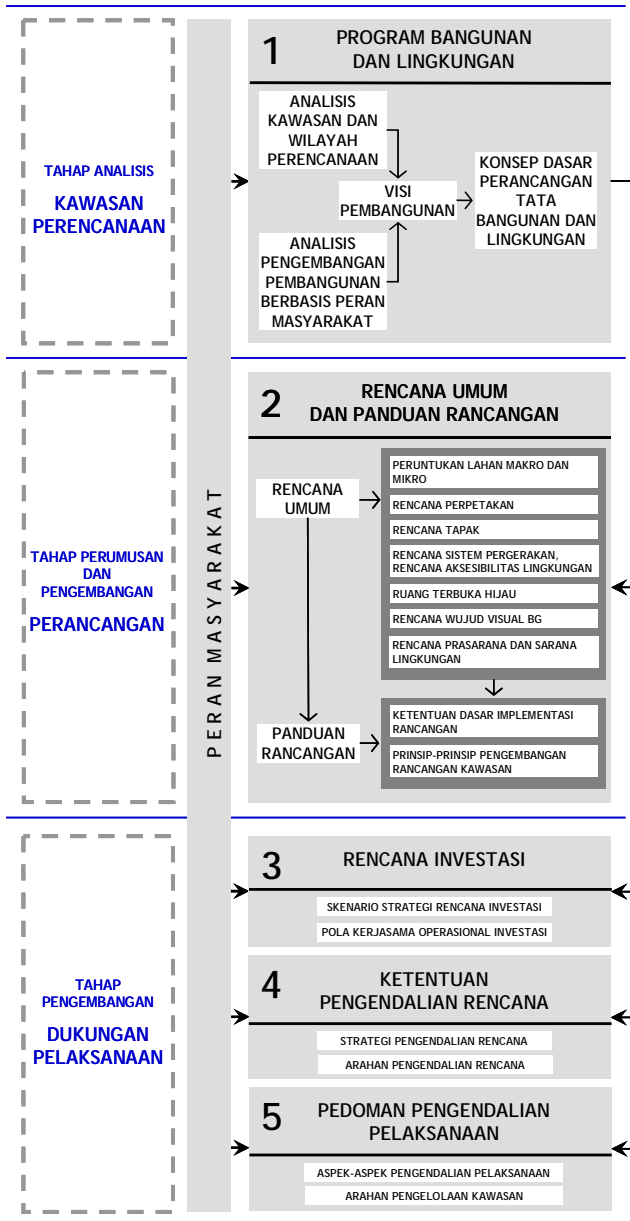 TAHAP ANALISIS
KAWASAN
PERENCANAAN
TAHAP PERUMUSAN
DAN
PENGEMBANGAN
PERANCANGAN
TAHAP
PENGEMBANGAN
DUKUNGAN
PELAKSANAAN
PERAN MASYARAKAT
1
PROGRAM BANGUNAN
DAN LINGKUNGAN
ANALISIS
KAWASAN DAN
WILAYAH
PERENCANAAN
VISI
PEMBANGUNAN
KONSEP DASAR
PERANCANGAN
TATA
BANGUNAN DAN
LINGKUNGAN
ANALISIS
PENGEMBANGAN
PEMBANGUNAN
BERBASIS PERAN
MASYARAKAT
2
RENCANA UMUM
DAN PANDUAN RANCANGAN
RENCANA
UMUM
PERUNTUKAN LAHAN MAKRO DAN
MIKRO
RENCANA PERPETAKAN
RENCANA TAPAK
RENCANA SISTEM PERGERAKAN,
RENCANA AKSESIBILITAS LINGKUNGAN
RUANG TERBUKA HIJAU
RENCANA WUJUD VISUAL BG
RENCANA PRASARANA DAN SARANA
LINGKUNGAN
PANDUAN
RANCANGAN
KETENTUAN DASAR IMPLEMENTASI
RANCANGAN
PRINSIP-PRINSIP PENGEMBANGAN
RANCANGAN KAWASAN
3
RENCANA INVESTASI
SKENARIO STRATEGI RENCANA INVESTASI
POLA KERJASAMA OPERASIONAL INVESTASI
4
KETENTUAN
PENGENDALIAN RENCANA
STRATEGI PENGENDALIAN RENCANA
ARAHAN PENGENDALIAN RENCANA
5
PEDOMAN PENGENDALIAN
PELAKSANAAN
ASPEK-ASPEK PENGENDALIAN PELAKSANAAN
ARAHAN PENGELOLAAN KAWASAN